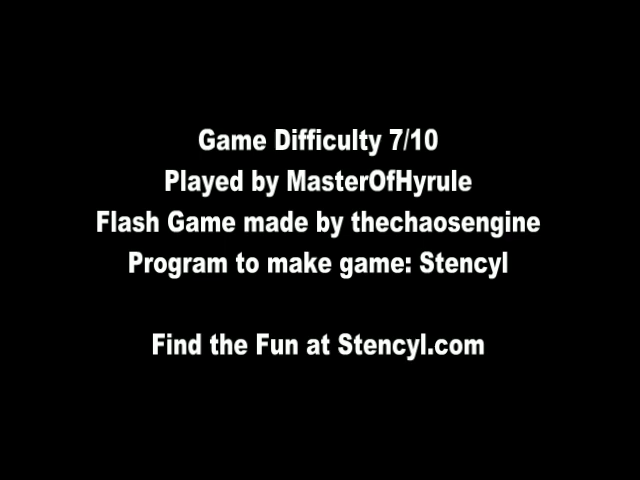 Game Difficulty 7/10
Played by MasterOfHyrule
Flash Game made by thechaosengine
Program to make game: Stencyl
Find the Fun at Stencyl.com